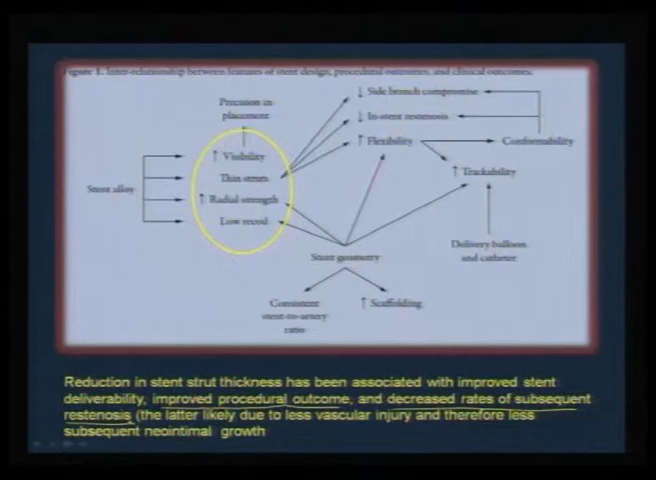 Figure 1. Inter-relationship between features of stent design, procedural outcomes, and clinical outcomes.
↓ Side branch compromise
Precision in
placement
↓ In-stent restenosis
↑ Flexibility
Conformability
↑ Visibility
↑ Trackability
Thin struts
Stent alloy
↑ Radial strength
Low recoil
Delivery balloon
and catheter
Stent geometry
Consistent
stent-to-artery
ratio
↑ Scaffolding
Reduction in stent strut thickness has been associated with improved stent
deliverability, improved procedural outcome, and decreased rates of subsequent
restenosis (the latter likely due to less vascular injury and therefore less
subsequent neointimal growth